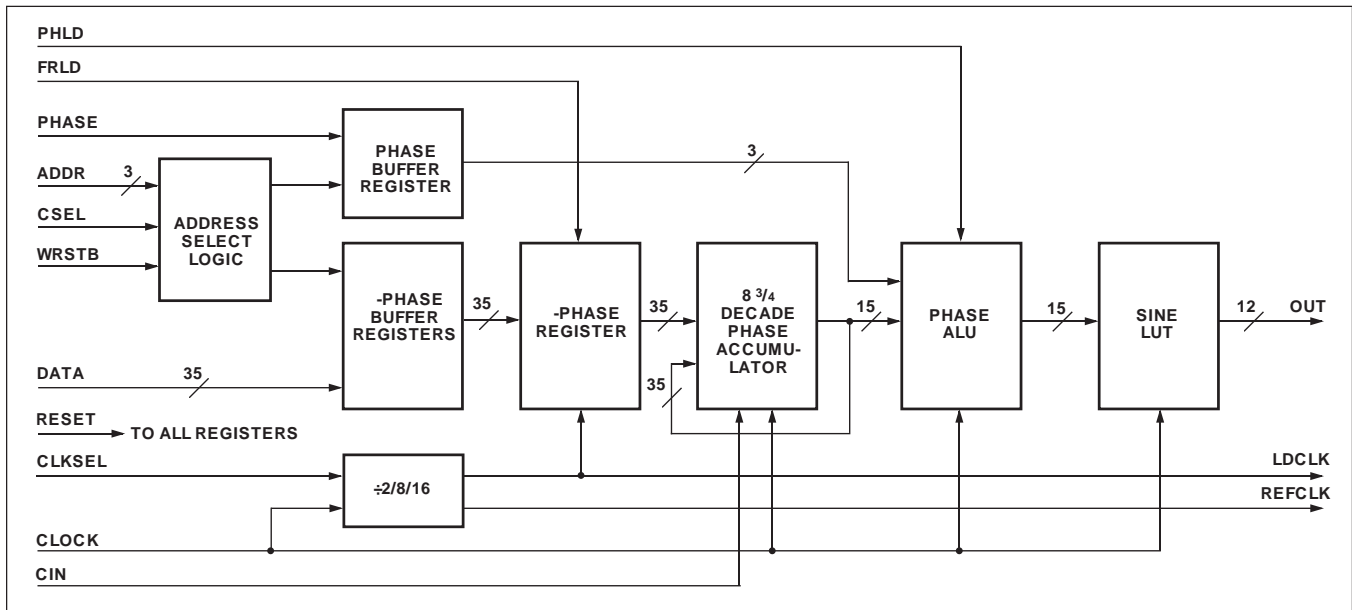 PHLD
FRLD
PHASE
ADDR
3
CSEL
WRSTB
ADDRESS
SELECT
LOGIC
PHASE
BUFFER
REGISTER
3
-PHASE
BUFFER
REGISTERS
35
-PHASE
REGISTER
35
8 3/4
DECADE
PHASE
ACCUMU-
LATOR
35
15
PHASE
ALU
15
SINE
LUT
12
OUT
DATA
35
RESET
TO ALL REGISTERS
CLKSEL
÷2/8/16
LDCLK
REFCLK
CLOCK
CIN